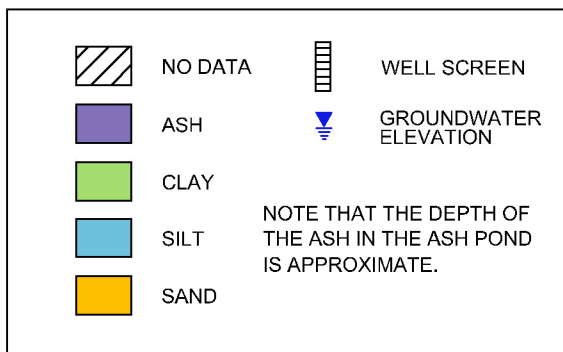 NO DATA
ASH
CLAY
SILT
SAND
WELL SCREEN
GROUNDWATER
ELEVATION
NOTE THAT THE DEPTH OF
THE ASH IN THE ASH POND
IS APPROXIMATE.